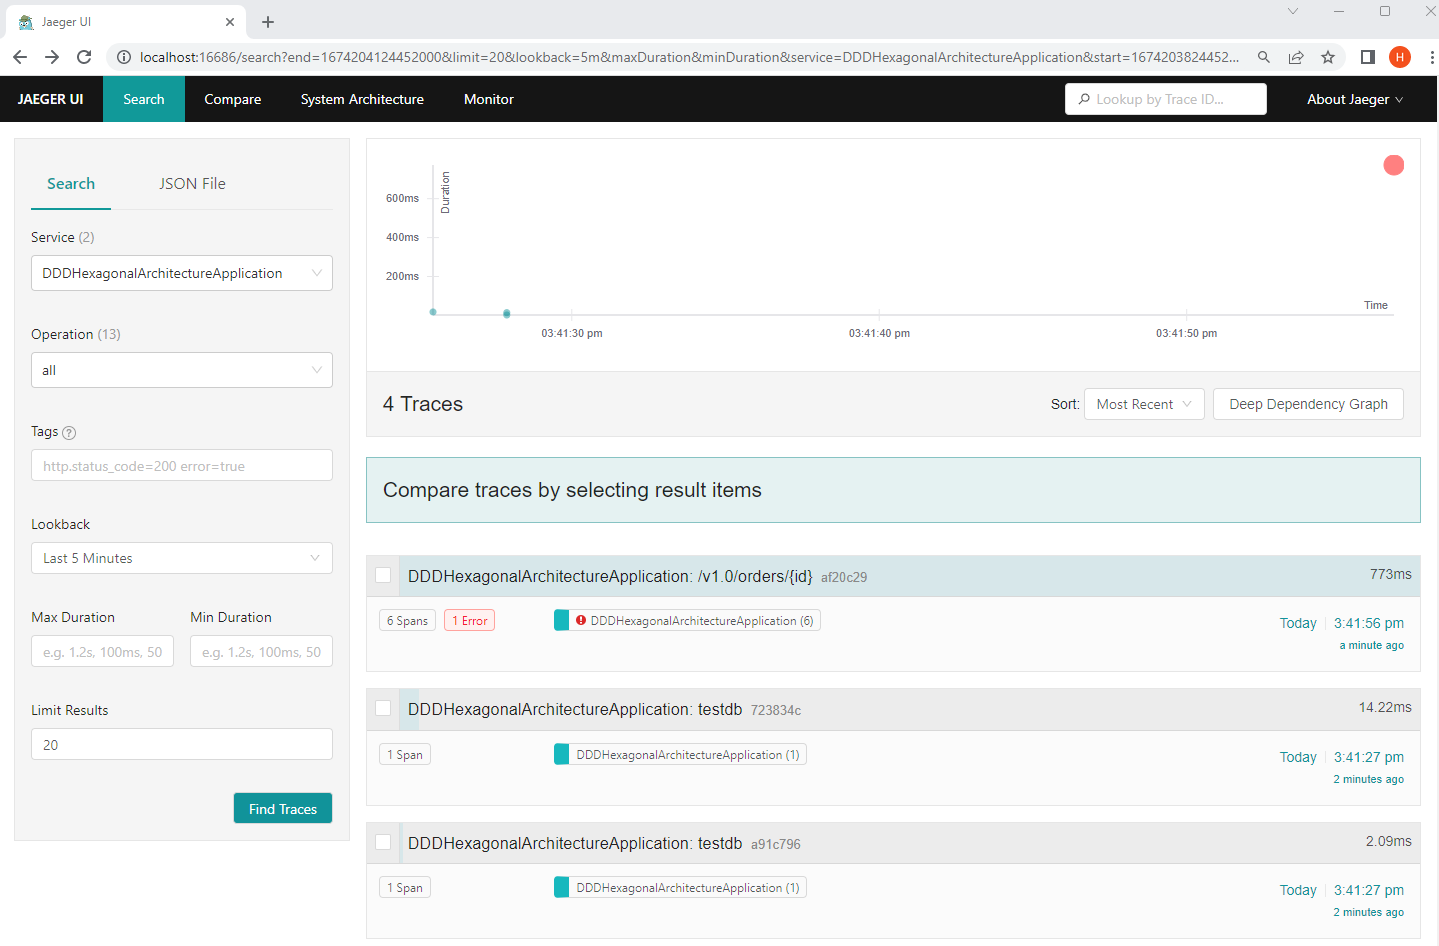 Jaeger UI
localhost:16686/search?end=1674204124452000&limit=20&lookback=5m&maxDuration&minDuration&service=DDDHexagonalArchitectureApplication&start=1674203824452...
H
JAEGER UI
Search
Compare
System Architecture
Monitor
Lookup by Trace ID...
About Jaeger
Search
JSON File
Service (2)
DDDHexagonalArchitectureApplication
Operation (13)
all
Tags ?
http.status_code=200 error=true
Lookback
Last 5 Minutes
Max Duration
Min Duration
e.g. 1.2s, 100ms, 50
e.g. 1.2s, 100ms, 50
Limit Results
20
Find Traces
Duration
600ms
400ms
200ms
Time
03:41:30 pm
03:41:40 pm
03:41:50 pm
4 Traces
Sort:
Most Recent
Deep Dependency Graph
Compare traces by selecting result items
DDDHexagonalArchitectureApplication: /v1.0/orders/{id} af20c29
773ms
6 Spans
1 Error
DDDHexagonalArchitectureApplication (6)
Today
3:41:56 pm
a minute ago
DDDHexagonalArchitectureApplication: testdb 723834c
14.22ms
1 Span
DDDHexagonalArchitectureApplication (1)
Today
3:41:27 pm
2 minutes ago
DDDHexagonalArchitectureApplication: testdb a91c796
2.09ms
1 Span
DDDHexagonalArchitectureApplication (1)
Today
3:41:27 pm
2 minutes ago